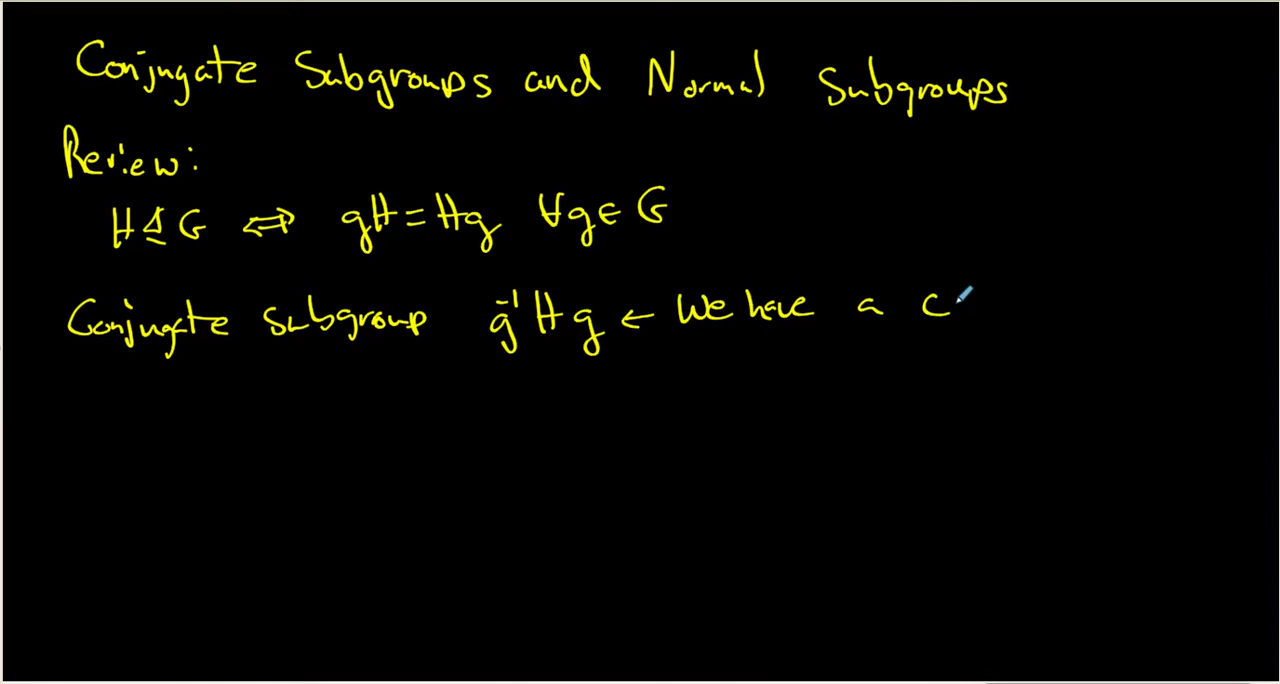 Conjugate Subgroups and Normal Subgroups
Review:
H ⊴ G ⇔ gH = Hg ∀g ∈ G
Conjugate subgroup g⁻¹Hg ← We have a c